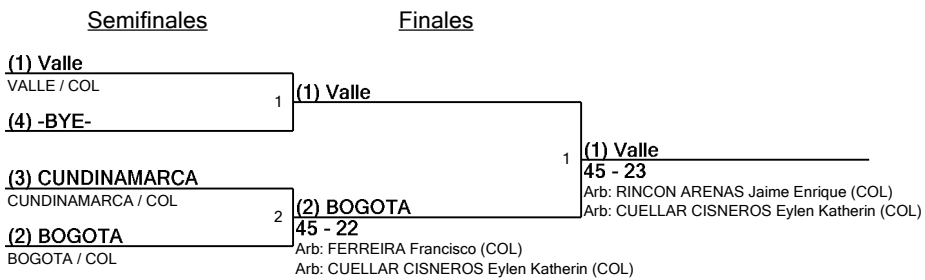 Semifinales Finales
(1) Valle
VALLE / COL
1
(1) Valle
(4) -BYE-
1
(1) Valle
45 - 23
Arb: RINCON ARENAS Jaime Enrique (COL)
Arb: CUELLAR CISNEROS Eylen Katherin (COL)
(3) CUNDINAMARCA
CUNDINAMARCA / COL
2
(2) BOGOTA
45 - 22
Arb: FERREIRA Francisco (COL)
Arb: CUELLAR CISNEROS Eylen Katherin (COL)
(2) BOGOTA
BOGOTA / COL